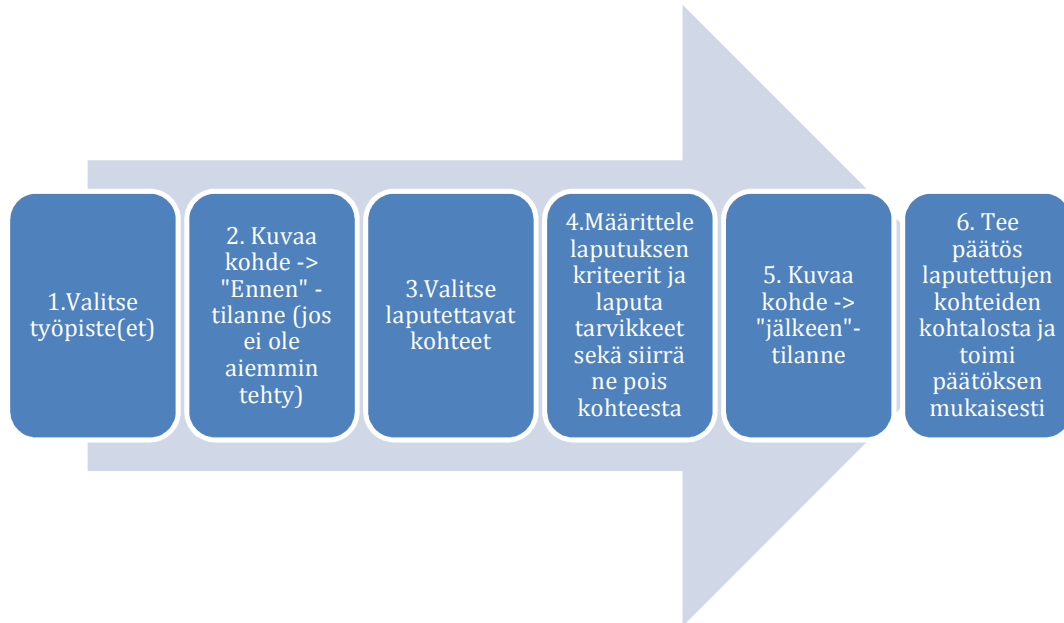 1.Valitse
työpiste(et)
2. Kuvaa
kohde ->
"Ennen" -
tilanne (jos
ei ole
aiemmin
tehty)
3.Valitse
laputettavat
kohteet
4.Määrittele
laputuksen
kriteerit ja
laputa
tarvikkeet
sekä siirrä
ne pois
kohteesta
5. Kuvaa
kohde ->
"jälkeen"-
tilanne
6. Tee
päätös
laputettujen
kohteiden
kohtalosta ja
toimi
päätöksen
mukaisesti